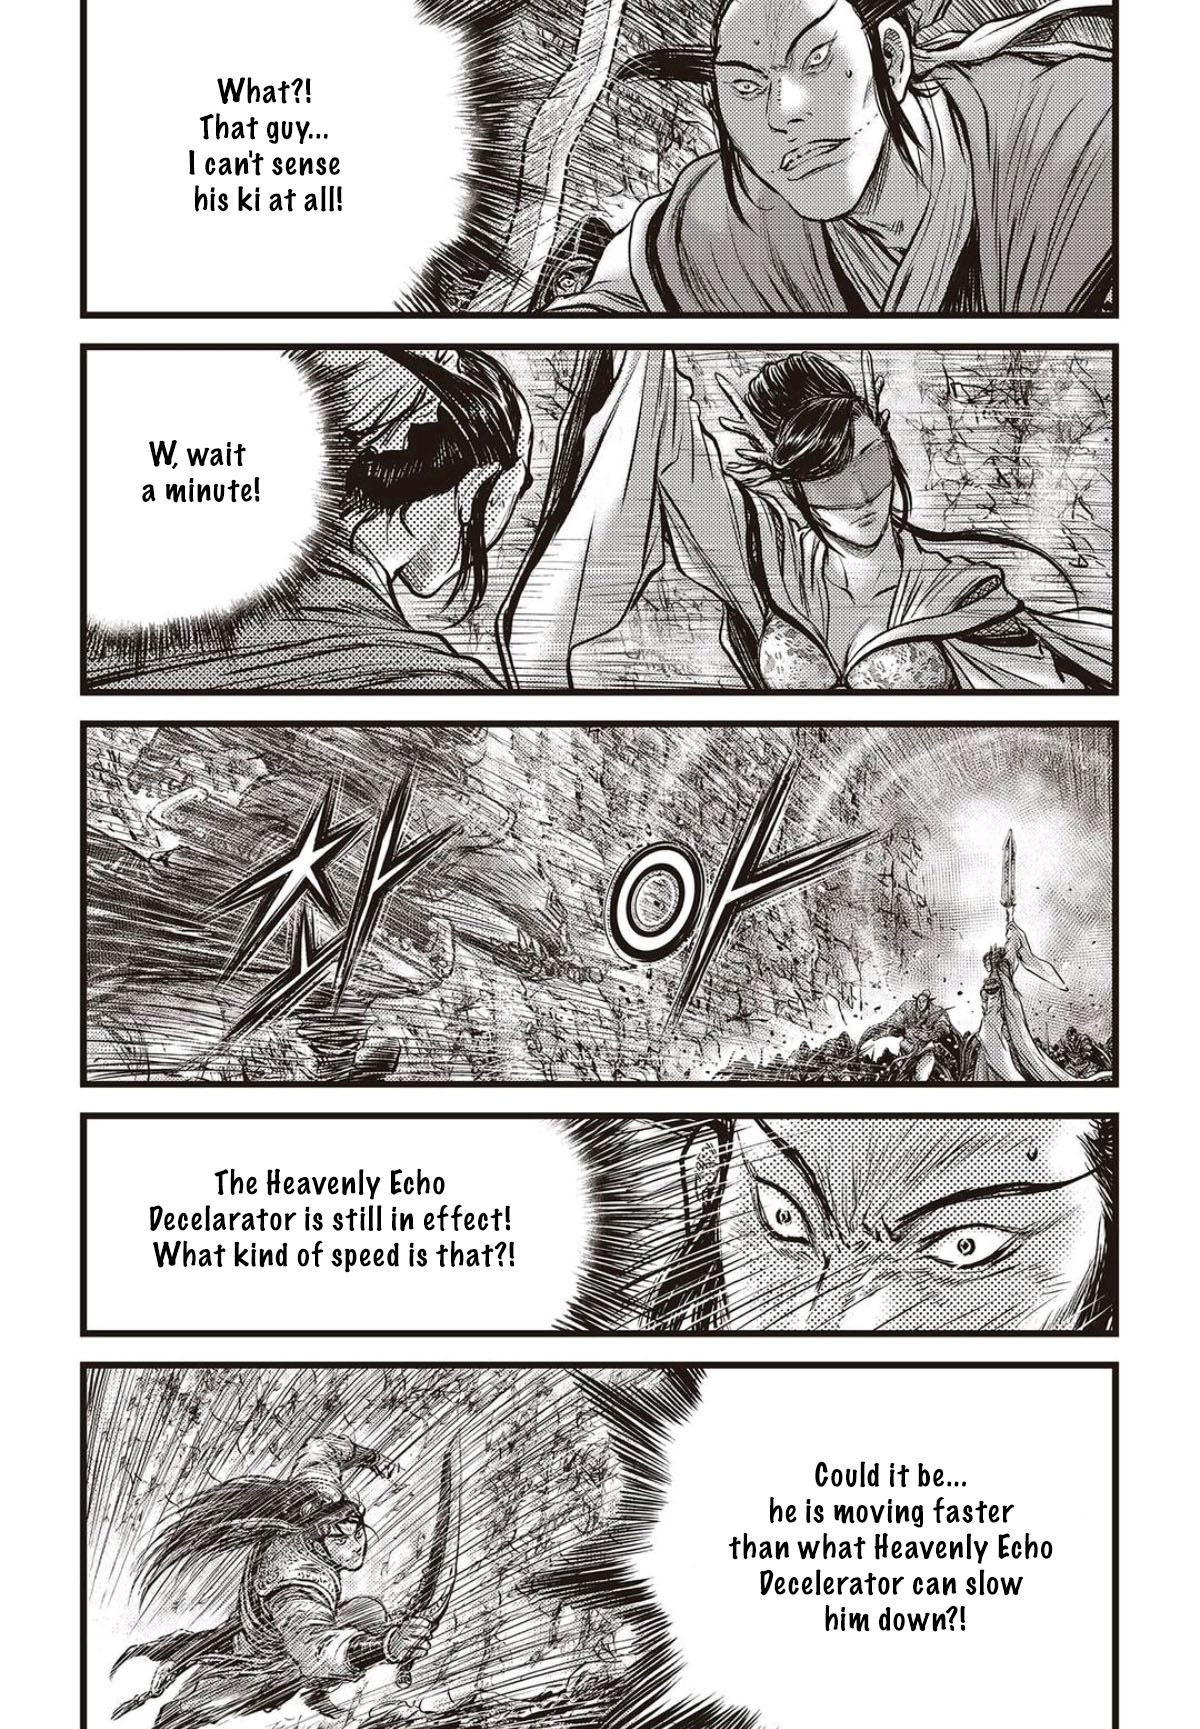 What?!
That guy...
I can't sense
his ki at all!
W, wait
a minute!
The Heavenly Echo
Decelarator is still in effect!
What kind of speed is that?!
Could it be...
he is moving faster
than what Heavenly Echo
Decelerator can slow
him down?!